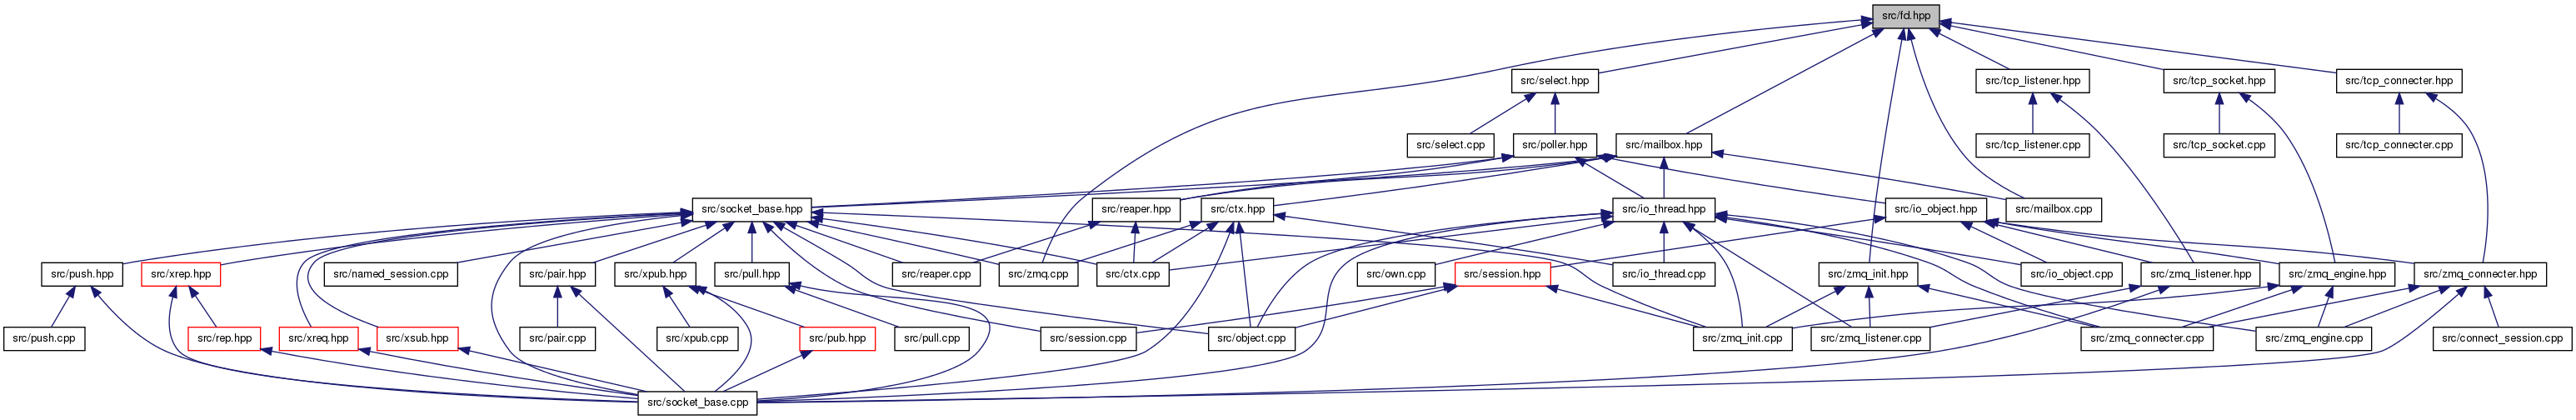 src/fd.hpp
src/select.hpp
src/tcp_listener.hpp
src/tcp_socket.hpp
src/tcp_connecter.hpp
src/select.cpp
src/poller.hpp
src/mailbox.hpp
src/tcp_listener.cpp
src/tcp_socket.cpp
src/tcp_connecter.cpp
src/socket_base.hpp
src/reaper.hpp
src/ctx.hpp
src/io_thread.hpp
src/io_object.hpp
src/mailbox.cpp
src/push.hpp
src/xrep.hpp
src/named_session.cpp
src/pair.hpp
src/xpub.hpp
src/pull.hpp
src/reaper.cpp
src/zmq.cpp
src/ctx.cpp
src/io_thread.cpp
src/own.cpp
src/session.hpp
src/zmq_init.hpp
src/io_object.cpp
src/zmq_listener.hpp
src/zmq_engine.hpp
src/zmq_connecter.hpp
src/push.cpp
src/rep.hpp
src/xreq.hpp
src/xsub.hpp
src/pair.cpp
src/xpub.cpp
src/pub.hpp
src/pull.cpp
src/session.cpp
src/object.cpp
src/zmq_init.cpp
src/zmq_listener.cpp
src/zmq_connecter.cpp
src/zmq_engine.cpp
src/connect_session.cpp
src/socket_base.cpp